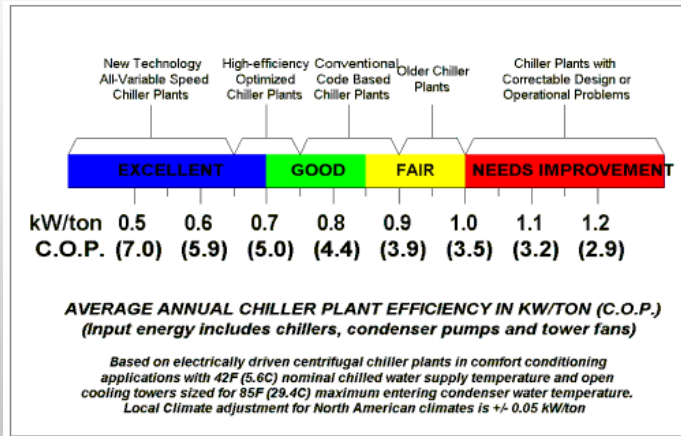 New Technology
All-Variable Speed
Chiller Plants
High-efficiency
Optimized
Chiller Plants
Conventional
Code Based
Chiller Plants
Older Chiller
Plants
Chiller Plants with
Correctable Design or
Operational Problems
EXCELLENT GOOD FAIR NEEDS IMPROVEMENT
kW/ton 0.5 0.6 0.7 0.8 0.9 1.0 1.1 1.2
C.O.P. (7.0) (5.9) (5.0) (4.4) (3.9) (3.5) (3.2) (2.9)
AVERAGE ANNUAL CHILLER PLANT EFFICIENCY IN KW/TON (C.O.P.)
(Input energy includes chillers, condenser pumps and tower fans)
Based on electrically driven centrifugal chiller plants in comfort conditioning
applications with 42F (5.6C) nominal chilled water supply temperature and open
cooling towers sized for 85F (29.4C) maximum entering condenser water temperature.
Local Climate adjustment for North American climates is +/- 0.05 kW/ton